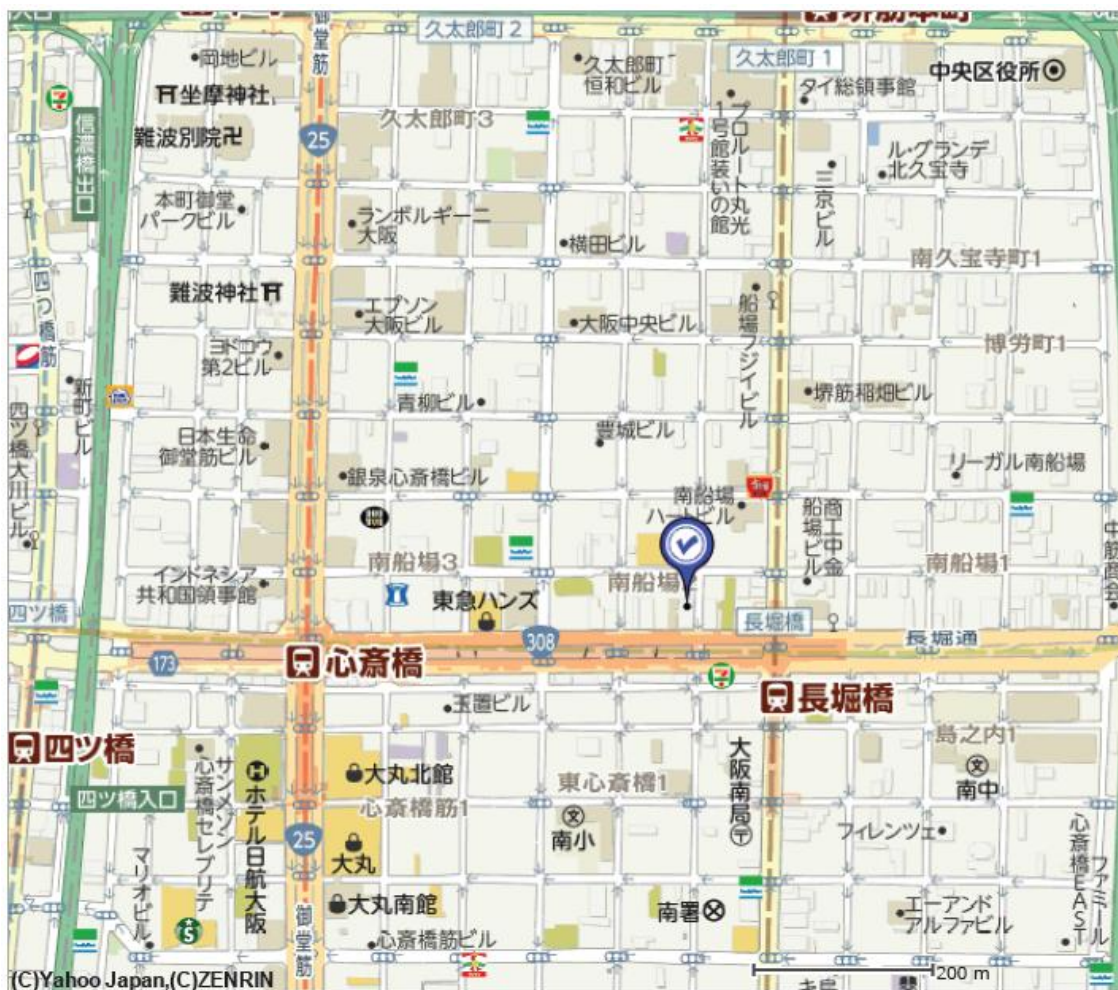 入口
御堂筋
久太郎町2
堺筋本町
岡地ビル
久太郎町
恒和ビル
久太郎町1
中央区役所
坐摩神社
タイ総領事館
信濃橋出口
難波別院卍
25
久太郎町3
プロルート丸光
1号館装いの館
ル・グランデ
北久宝寺
三京ビル
本町御堂
パークビル
ランボルギーニ
大阪
横田ビル
南久宝寺町1
四つ橋筋
難波神社
エプソン
大阪ビル
大阪中央ビル
船場フジイビル
博労町1
ヨドコウ
第2ビル
新町ビル
青柳ビル
堺筋稲畑ビル
四ツ橋大川ビル
日本生命
御堂筋ビル
豊城ビル
銀泉心斎橋ビル
リーガル南船場
南船場
ハートビル
商工中金
船場ビル
中筋商会
南船場3
南船場
南船場1
インドネシア
共和国領事館
東急ハンズ
四ツ橋
長堀橋
308
長堀通
173
心斎橋
長堀橋
玉置ビル
四ツ橋
島之内1
大丸北館
大阪南局
〒
東心斎橋1
文
南中
四ツ橋入口
サンメゾン
心斎橋セレブリテ
H
ホテル日航大阪
心斎橋筋1
文
南小
フィレンツェ
25
大丸
マリオビル
大丸南館
南署
エーアンド
アルファビル
ファミール
心斎橋EAST
御堂筋
心斎橋筋ビル
(C)Yahoo Japan,(C)ZENRIN
200 m